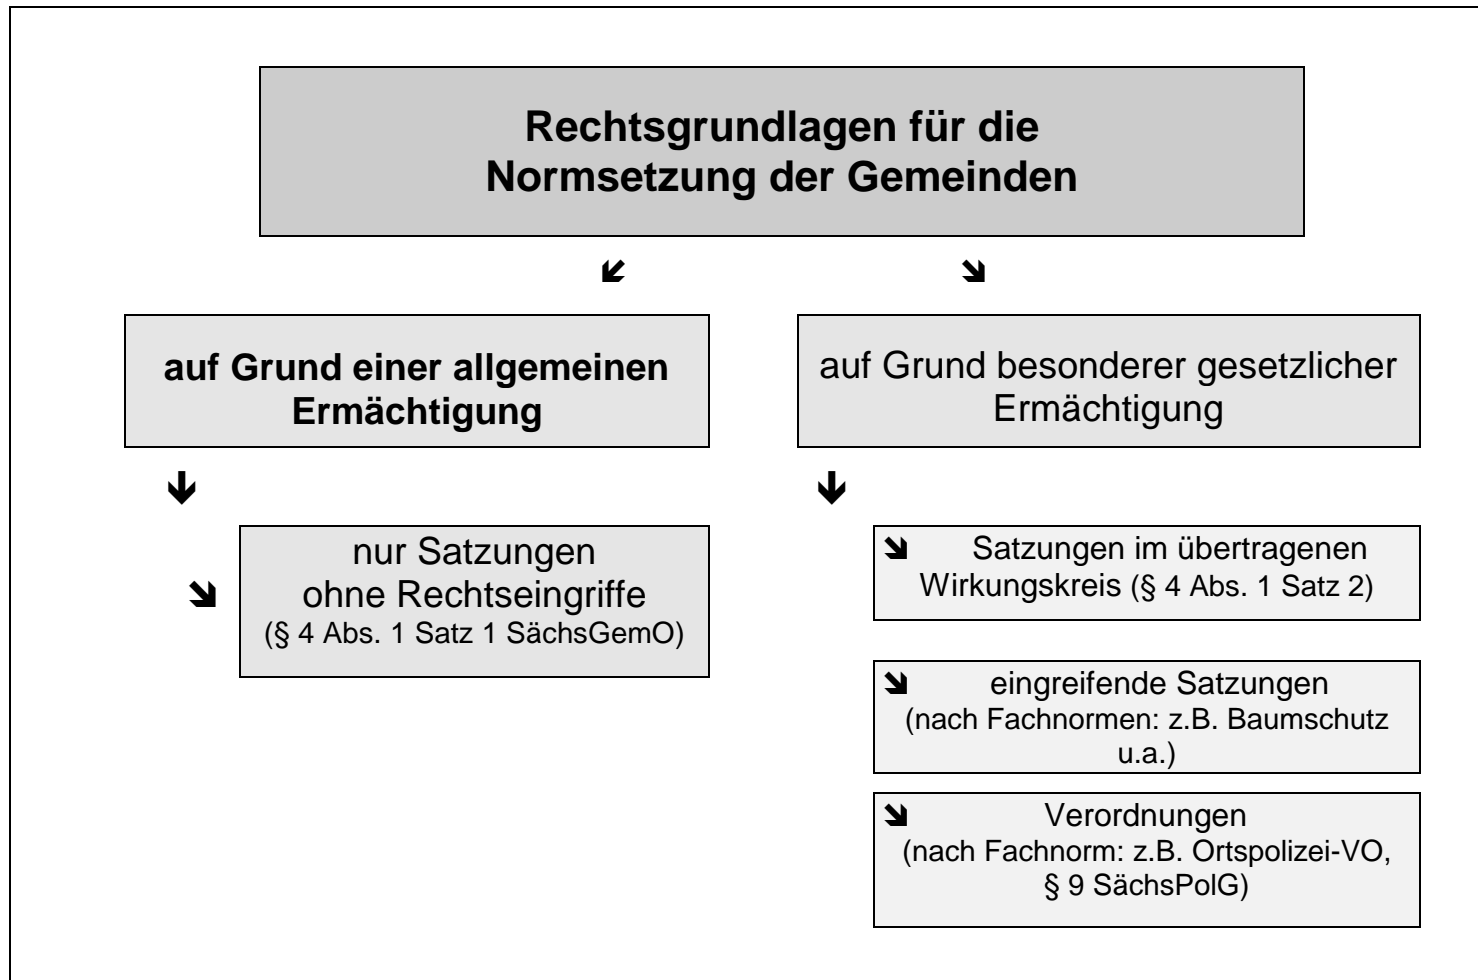 Rechtsgrundlagen für die
Normsetzung der Gemeinden
auf Grund einer allgemeinen
Ermächtigung
nur Satzungen
ohne Rechtseingriffe
(§ 4 Abs. 1 Satz 1 SächsGemO)
auf Grund besonderer gesetzlicher
Ermächtigung
Satzungen im übertragenen
Wirkungskreis (§ 4 Abs. 1 Satz 2)
eingreifende Satzungen
(nach Fachnormen: z.B. Baumschutz
u.a.)
Verordnungen
(nach Fachnorm: z.B. Ortspolizei-VO,
§ 9 SächsPolG)